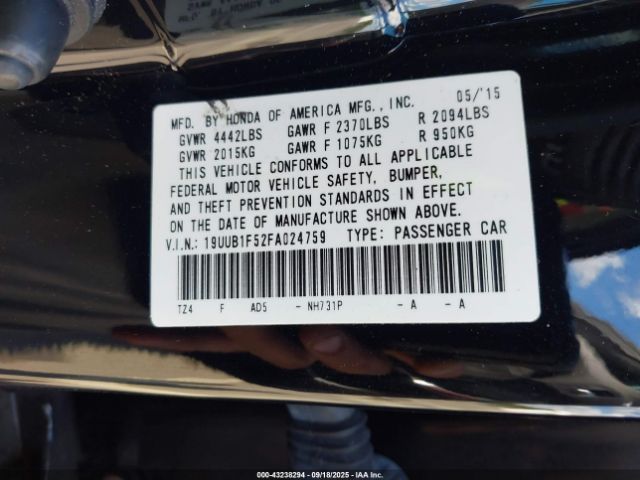 MFD. BY HONDA OF AMERICA MFG., INC. 05/'15
GVWR 4442LBS GAWR F 2370LBS R 2094LBS
GVWR 2015KG GAWR F 1075KG R 950KG
THIS VEHICLE CONFORMS TO ALL APPLICABLE
FEDERAL MOTOR VEHICLE SAFETY, BUMPER,
AND THEFT PREVENTION STANDARDS IN EFFECT
ON THE DATE OF MANUFACTURE SHOWN ABOVE.
V.I.N.: 19UUB1F52FA024759 TYPE: PASSENGER CAR
TZ4 F AD5 - NH731P - A - A
000-43238294 - 09/18/2025 - IAAI.COM